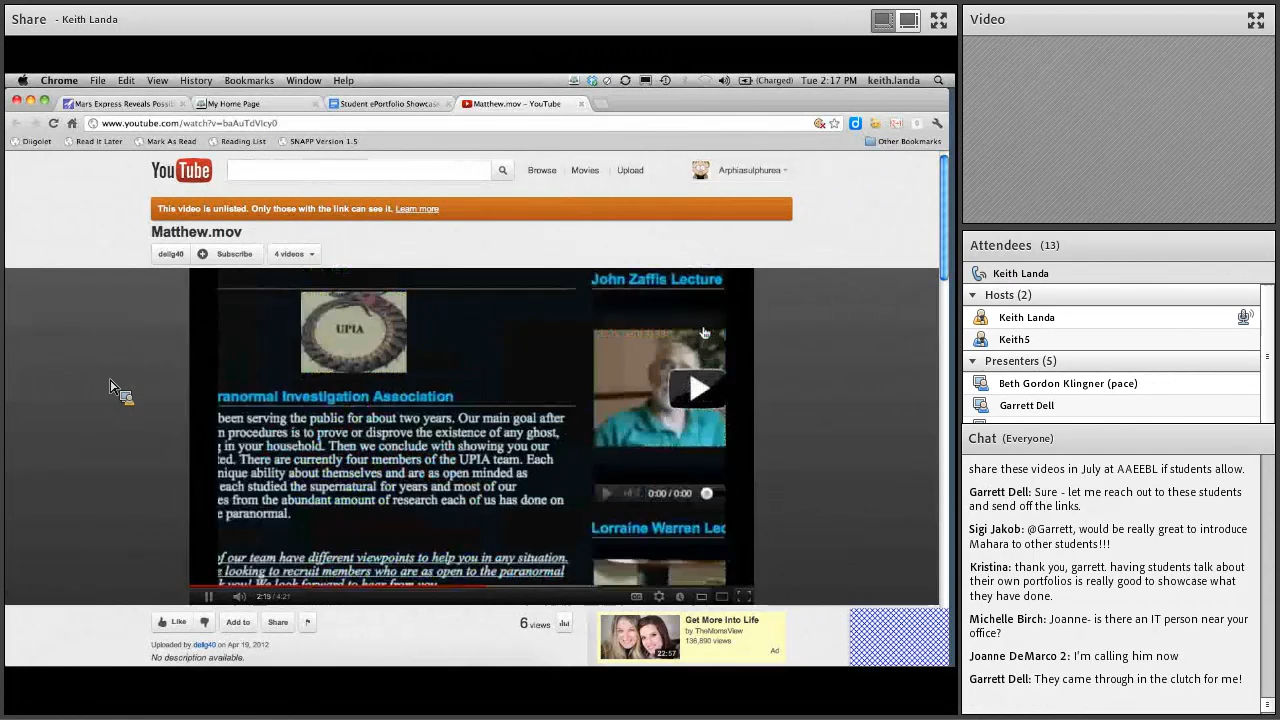 Share - Keith Landa
Chrome File Edit View History Bookmarks Window Help (Charged) Tue 2:17 PM keith.landa
Mars Express Reveals Possib My Home Page Student ePortfolio Showcase Matthew.mov - YouTube
www.youtube.com/watch?v=baAuTdVIcy0
Diigolet Read It Later Mark As Read Reading List SNAPP Version 1.5 Other Bookmarks
YouTube Browse Movies Upload Arphiasulphurea
This video is unlisted. Only those with the link can see it. Learn more
Matthew.mov
dellg40 Subscribe 4 videos
John Zaffis Lecture
UPIA
ranormal Investigation Association
been serving the public for about two years. Our main goal after
n procedures is to prove or disprove the existence of any ghost,
g in your household. Then we conclude with showing you our
ted. There are currently four members of the UPIA team. Each
nique ability about themselves and are as open minded as
each studied the supernatural for years and most of our
es from the abundant amount of research each of us has done on
e paranormal.
0:00 / 0:00
Lorraine Warren Lec
of our team have different viewpoints to help you in any situation.
looking to recruit members who are as open to the paranormal
k you! We look forward to hear from you
2:19 / 4:21
Like Add to Share 6 views
Uploaded by dellg40 on Apr 19, 2012
No description available.
Get More Into Life
by TheMomsView
136,890 views
22:57 Ad
Video
Attendees (13)
Keith Landa
Hosts (2)
Keith Landa
Keith5
Presenters (5)
Beth Gordon Klingner (pace)
Garrett Dell
Chat (Everyone)
share these videos in July at AAEEBL if students allow.
Garrett Dell: Sure - let me reach out to these students
and send off the links.
Sigi Jakob: @Garrett, would be really great to introduce
Mahara to other students!!!
Kristina: thank you, garrett. having students talk about
their own portfolios is really good to showcase what
they have done.
Michelle Birch: Joanne- is there an IT person near your
office?
Joanne DeMarco 2: I'm calling him now
Garrett Dell: They came through in the clutch for me!